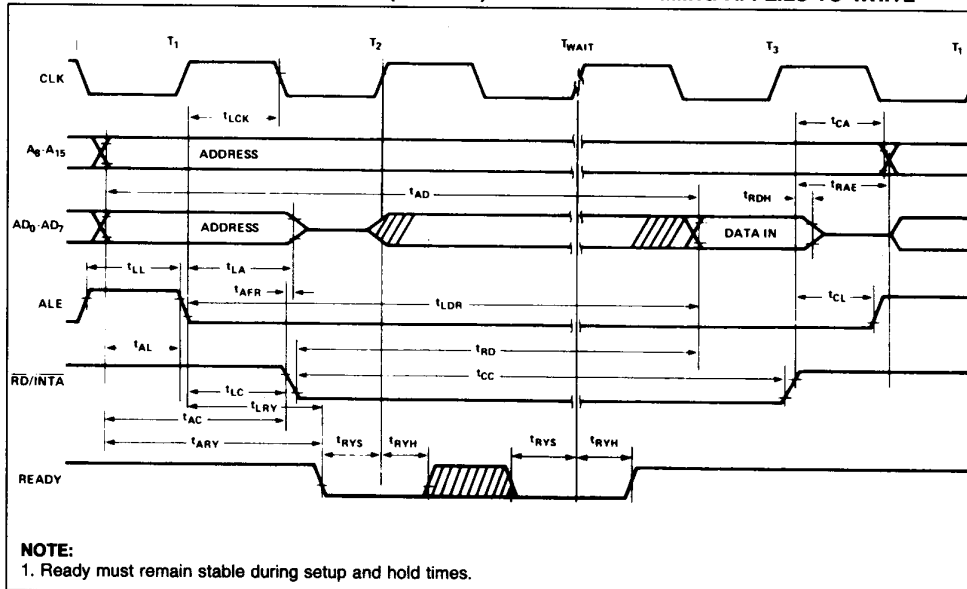 T1 T2 TWAIT T3 T1
CLK
tLCK tCA
A8-A15 ADDRESS
tAD tRDH tRAE
AD0-AD7 ADDRESS DATA IN
tLL tLA
tAFR
ALE tLDR tCL
tAL tRD
RD/INTA tCC
tLC
tLRY
tAC
tARY
tRYS tRYH tRYS tRYH
READY
NOTE:
1. Ready must remain stable during setup and hold times.